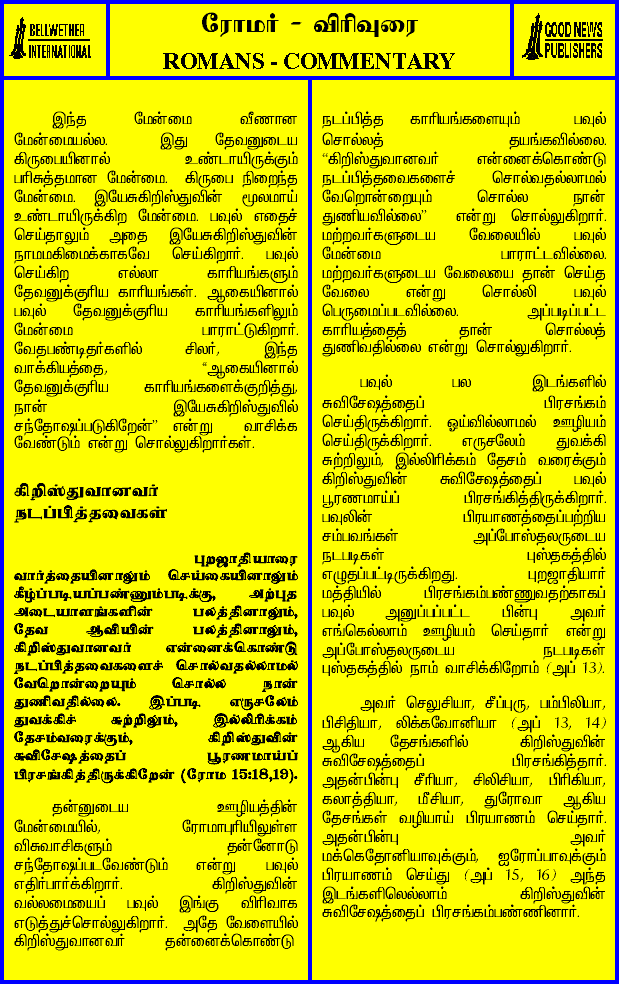 BELLWETHER
INTERNATIONAL
ரோமர் - விரிவுரை
ROMANS - COMMENTARY
GOOD NEWS
PUBLISHERS
இந்த மேன்மை வீணான
மேன்மையல்ல. இது தேவனுடைய
கிருபையினால் உண்டாயிருக்கும்
பரிசுத்தமான மேன்மை. கிருபை நிறைந்த
மேன்மை. இயேசுகிறிஸ்துவின் மூலமாய்
உண்டாயிருக்கிற மேன்மை. பவுல் எதைச்
செய்தாலும் அதை இயேசுகிறிஸ்துவின்
நாமமகிமைக்காகவே செய்கிறார். பவுல்
செய்கிற எல்லா காரியங்களும்
தேவனுக்குரிய காரியங்கள். ஆகையினால்
பவுல் தேவனுக்குரிய காரியங்களிலும்
மேன்மை பாராட்டுகிறார்.
வேதபண்டிதர்களில் சிலர், இந்த
வாக்கியத்தை, “ஆகையினால்
தேவனுக்குரிய காரியங்களைக்குறித்து,
நான் இயேசுகிறிஸ்துவில்
சந்தோஷப்படுகிறேன்” என்று வாசிக்க
வேண்டும் என்று சொல்லுகிறார்கள்.
கிறிஸ்துவானவர்
நடப்பித்தவைகள்
புறஜாதியாரை
வார்த்தையினாலும் செய்கையினாலும்
கீழ்ப்படியப்பண்ணும்படிக்கு, அற்புத
அடையாளங்களின் பலத்தினாலும்,
தேவ ஆவியின் பலத்தினாலும்,
கிறிஸ்துவானவர் என்னைக்கொண்டு
நடப்பித்தவைகளைச் சொல்வதல்லாமல்
வேறொன்றையும் சொல்ல நான்
துணிவதில்லை. இப்படி எருசலேம்
துவக்கிச் சுற்றிலும், இல்லிரிக்கம்
தேசம்வரைக்கும், கிறிஸ்துவின்
சுவிசேஷத்தைப் பூரணமாய்ப்
பிரசங்கித்திருக்கிறேன் (ரோம 15:18,19).
தன்னுடைய ஊழியத்தின்
மேன்மையில், ரோமாபுரியிலுள்ள
விசுவாசிகளும் தன்னோடு
சந்தோஷப்படவேண்டும் என்று பவுல்
எதிர்பார்க்கிறார். கிறிஸ்துவின்
வல்லமையைப் பவுல் இங்கு விரிவாக
எடுத்துச்சொல்லுகிறார். அதே வேளையில்
கிறிஸ்துவானவர் தன்னைக்கொண்டு
நடப்பித்த காரியங்களையும் பவுல்
சொல்லத் தயங்கவில்லை.
“கிறிஸ்துவானவர் என்னைக்கொண்டு
நடப்பித்தவைகளைச் சொல்வதல்லாமல்
வேறொன்றையும் சொல்ல நான்
துணியவில்லை” என்று சொல்லுகிறார்.
மற்றவர்களுடைய வேலையில் பவுல்
மேன்மை பாராட்டவில்லை.
மற்றவர்களுடைய வேலையை தான் செய்த
வேலை என்று சொல்லி பவுல்
பெருமைப்படவில்லை. அப்படிப்பட்ட
காரியத்தைத் தான் சொல்லத்
துணிவதில்லை என்று சொல்லுகிறார்.
பவுல் பல இடங்களில்
சுவிசேஷத்தைப் பிரசங்கம்
செய்திருக்கிறார். ஓய்வில்லாமல் ஊழியம்
செய்திருக்கிறார். எருசலேம் துவக்கி
சுற்றிலும், இல்லிரிக்கம் தேசம் வரைக்கும்
கிறிஸ்துவின் சுவிசேஷத்தைப் பவுல்
பூரணமாய்ப் பிரசங்கித்திருக்கிறார்.
பவுலின் பிரயாணத்தைப்பற்றிய
சம்பவங்கள் அப்போஸ்தலருடைய
நடபடிகள் புஸ்தகத்தில்
எழுதப்பட்டிருக்கிறது. புறஜாதியார்
மத்தியில் பிரசங்கம்பண்ணுவதற்காகப்
பவுல் அனுப்பப்பட்ட பின்பு அவர்
எங்கெல்லாம் ஊழியம் செய்தார் என்று
அப்போஸ்தலருடைய நடபடிகள்
புஸ்தகத்தில் நாம் வாசிக்கிறோம் (அப் 13).
அவர் செலூசியா, சீப்புரு, பம்பிலியா,
பிசிதியா, லிக்கவோனியா (அப் 13, 14)
ஆகிய தேசங்களில் கிறிஸ்துவின்
சுவிசேஷத்தைப் பிரசங்கித்தார்.
அதன்பின்பு சீரியா, சிலிசியா, பிரிகியா,
கலாத்தியா, மீசியா, துரோவா ஆகிய
தேசங்கள் வழியாய் பிரயாணம் செய்தார்.
அதன்பின்பு அவர்
மக்கெதோனியாவுக்கும், ஐரோப்பாவுக்கும்
பிரயாணம் செய்து (அப் 15, 16) அந்த
இடங்களிலெல்லாம் கிறிஸ்துவின்
சுவிசேஷத்தைப் பிரசங்கம்பண்ணினார்.